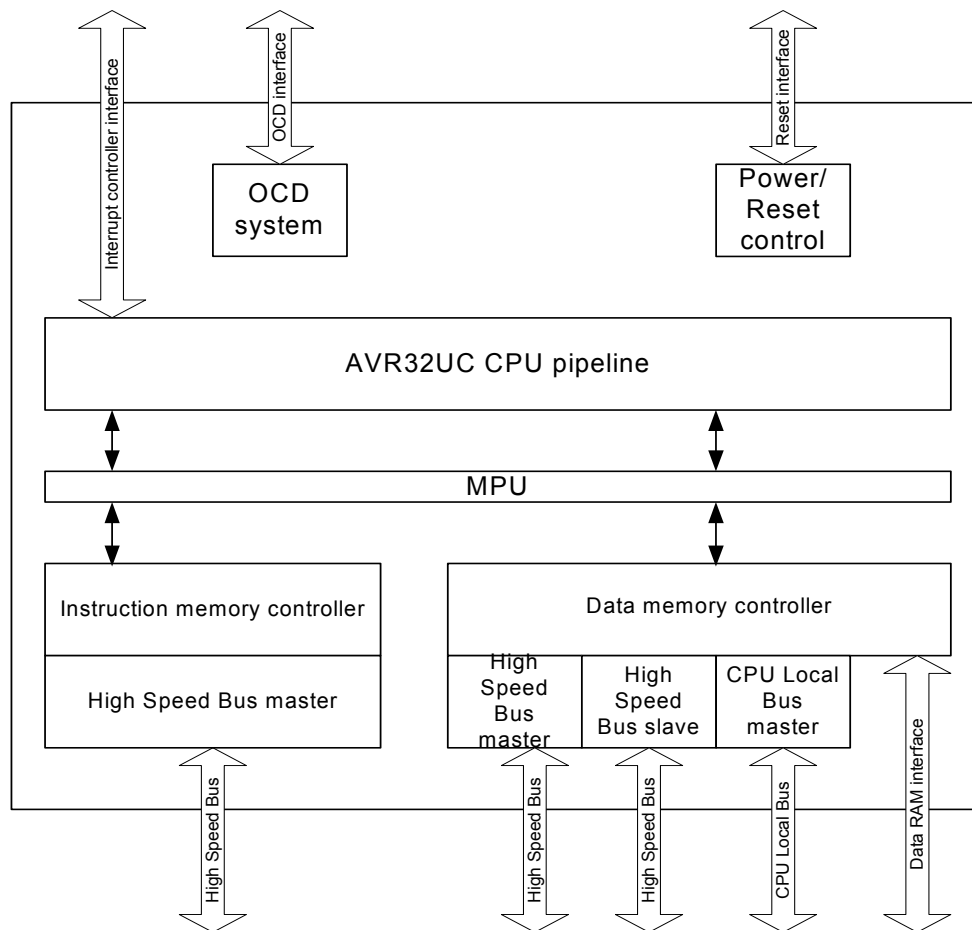 Interrupt controller interface
OCD interface
Reset interface
OCD
system
Power/
Reset
control
AVR32UC CPU pipeline
MPU
Instruction memory controller
Data memory controller
High Speed Bus master
High
Speed
Bus
master
High
Speed
Bus slave
CPU Local
Bus
master
High Speed Bus
High Speed Bus
High Speed Bus
CPU Local Bus
Data RAM interface